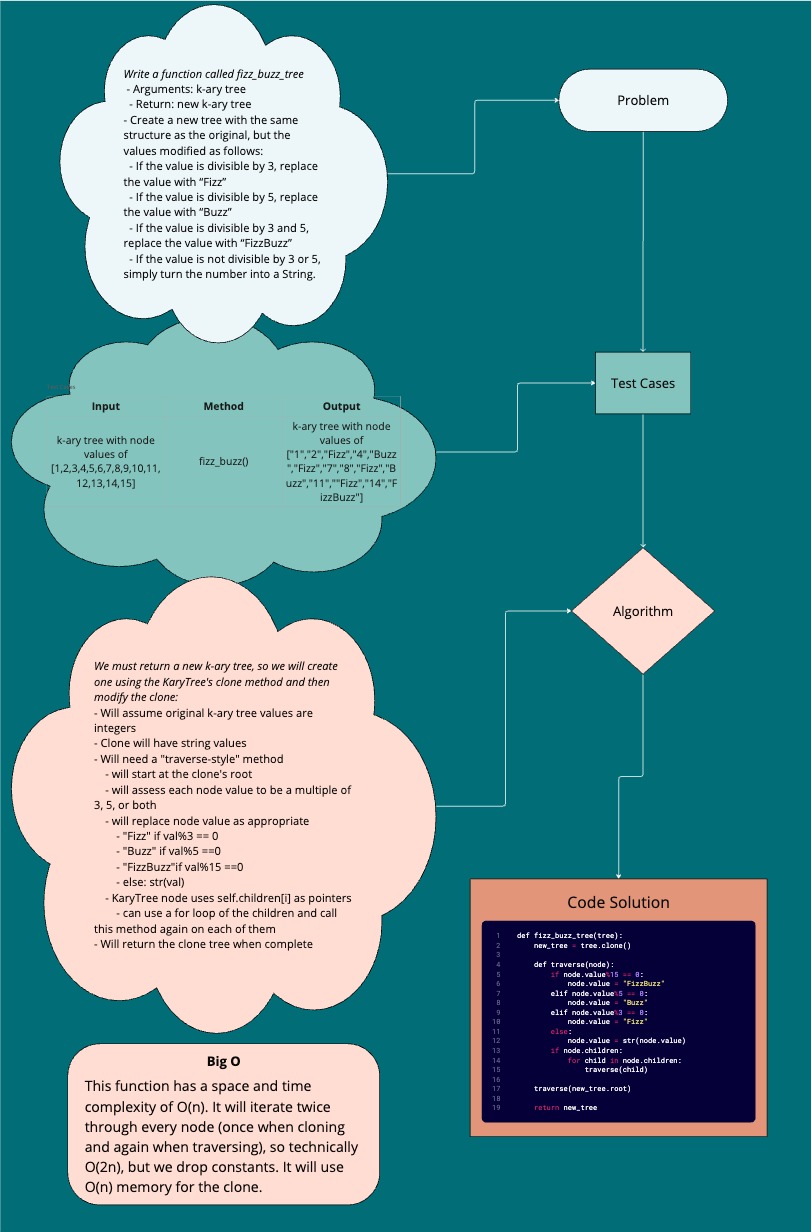 Write a function called fizz_buzz_tree
- Arguments: k-ary tree
- Return: new k-ary tree
- Create a new tree with the same
structure as the original, but the
values modified as follows:
- If the value is divisible by 3, replace
the value with “Fizz”
- If the value is divisible by 5, replace
the value with “Buzz”
- If the value is divisible by 3 and 5,
replace the value with “FizzBuzz”
- If the value is not divisible by 3 or 5,
simply turn the number into a String.
Problem
Test Cases
Input
Method
Output
k-ary tree with node
values of
[1,2,3,4,5,6,7,8,9,10,11,
12,13,14,15]
fizz_buzz()
k-ary tree with node
values of
["1","2","Fizz","4","Buzz
","Fizz","7","8","Fizz","B
uzz","11",""Fizz","14","F
izzBuzz"]
Test Cases
Algorithm
We must return a new k-ary tree, so we will create
one using the KaryTree's clone method and then
modify the clone:
- Will assume original k-ary tree values are
integers
- Clone will have string values
- Will need a "traverse-style" method
- will start at the clone's root
- will assess each node value to be a multiple of
3, 5, or both
- will replace node value as appropriate
- "Fizz" if val%3 == 0
- "Buzz" if val%5 ==0
- "FizzBuzz"if val%15 ==0
- else: str(val)
- KaryTree node uses self.children[i] as pointers
- can use a for loop of the children and call
this method again on each of them
- Will return the clone tree when complete
Code Solution
1 def fizz_buzz_tree(tree):
2 new_tree = tree.clone()
3
4 def traverse(node):
5 if node.value%15 == 0:
6 node.value = "FizzBuzz"
7 elif node.value%5 == 0:
8 node.value = "Buzz"
9 elif node.value%3 == 0:
10 node.value = "Fizz"
11 else:
12 node.value = str(node.value)
13 if node.children:
14 for child in node.children:
15 traverse(child)
16
17 traverse(new_tree.root)
18
19 return new_tree
Big O
This function has a space and time
complexity of O(n). It will iterate twice
through every node (once when cloning
and again when traversing), so technically
O(2n), but we drop constants. It will use
O(n) memory for the clone.